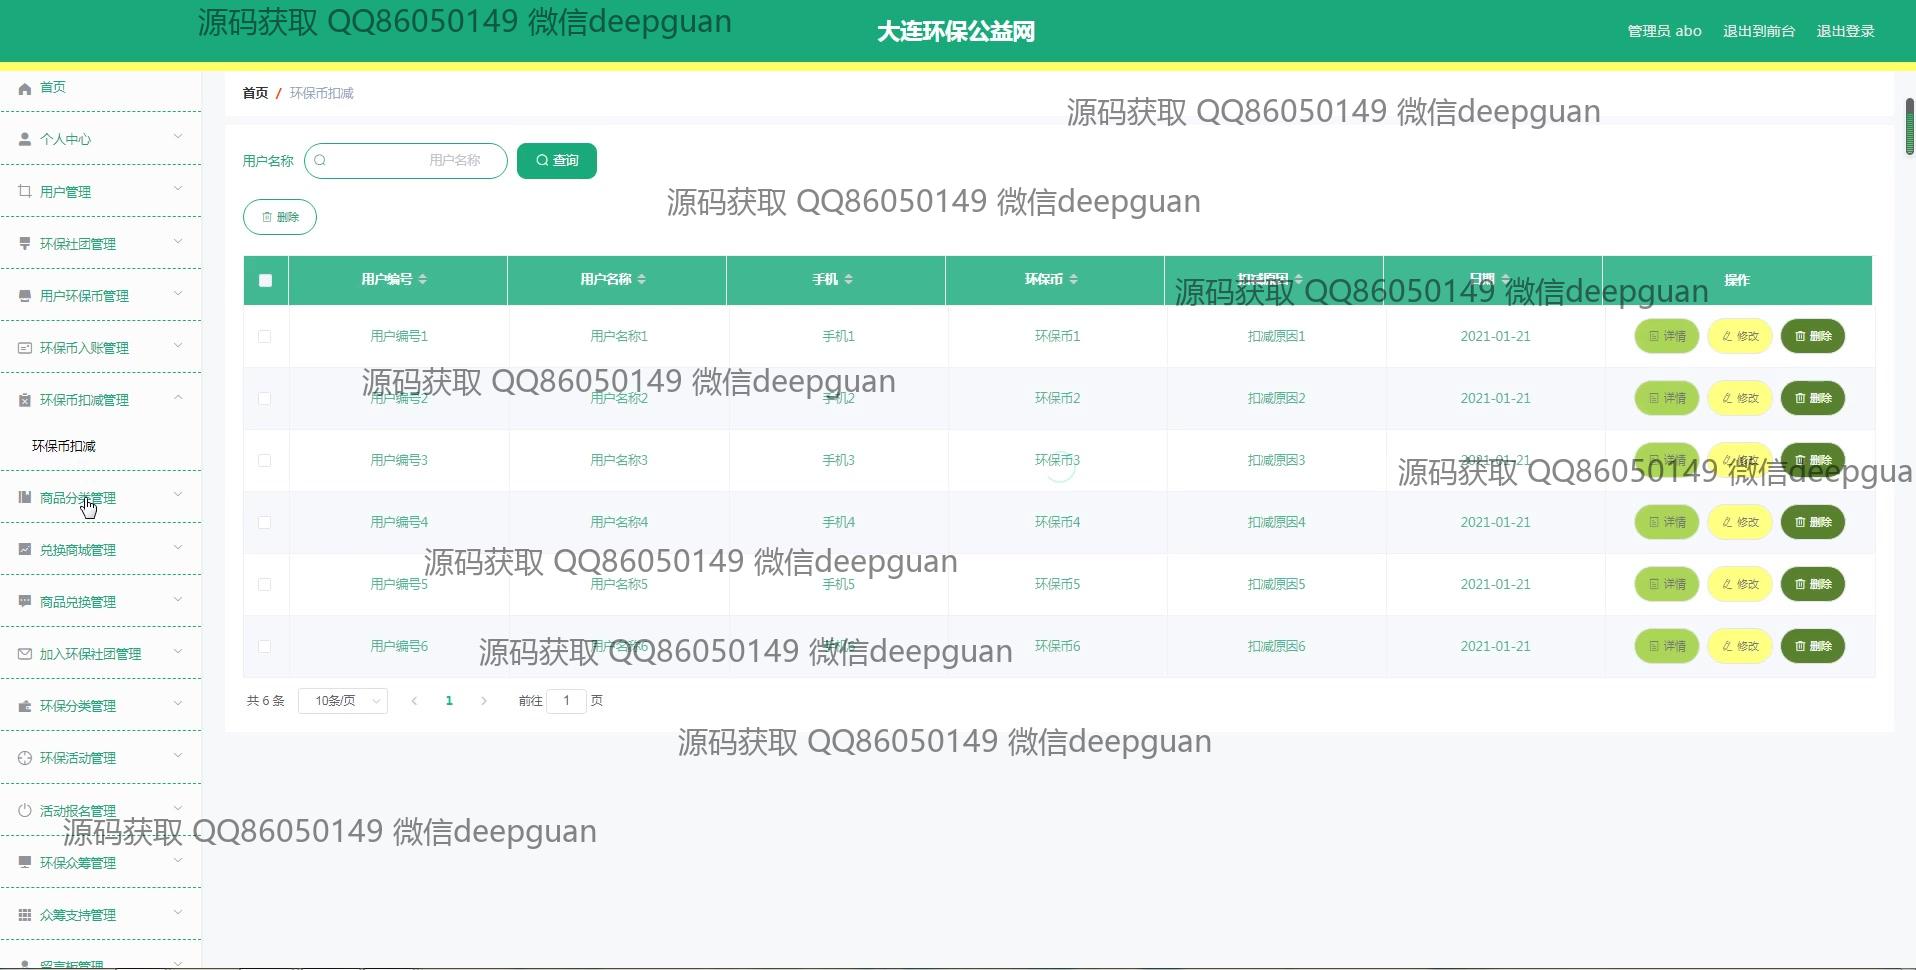 源码获取 QQ86050149 微信deepguan
大连环保公益网
管理员 abo 退出到前台 退出登录
首页
个人中心
用户管理
环保社团管理
用户环保币管理
环保币入账管理
环保币扣减管理
环保币扣减
商品分类管理
兑换商城管理
商品兑换管理
加入环保社团管理
环保分类管理
环保活动管理
活动报名管理
环保众筹管理
众筹支持管理
留言板管理
首页 / 环保币扣减
源码获取 QQ86050149 微信deepguan
用户名称 用户名称 查询
源码获取 QQ86050149 微信deepguan
删除
用户编号 用户名称 手机 环保币 扣减原因 日期 操作
源码获取 QQ86050149 微信deepguan
用户编号1 用户名称1 手机1 环保币1 扣减原因1 2021-01-21 详情 修改 删除
源码获取 QQ86050149 微信deepguan
用户编号2 用户名称2 手机2 环保币2 扣减原因2 2021-01-21 详情 修改 删除
用户编号3 用户名称3 手机3 环保币3 扣减原因3 2021-01-21 详情 修改 删除
源码获取 QQ86050149 微信deepgua
用户编号4 用户名称4 手机4 环保币4 扣减原因4 2021-01-21 详情 修改 删除
源码获取 QQ86050149 微信deepguan
用户编号5 用户名称5 手机5 环保币5 扣减原因5 2021-01-21 详情 修改 删除
用户编号6 用户名称6 手机6 环保币6 扣减原因6 2021-01-21 详情 修改 删除
源码获取 QQ86050149 微信deepguan
共 6 条 10条/页 1 前往 1 页
源码获取 QQ86050149 微信deepguan
源码获取 QQ86050149 微信deepguan